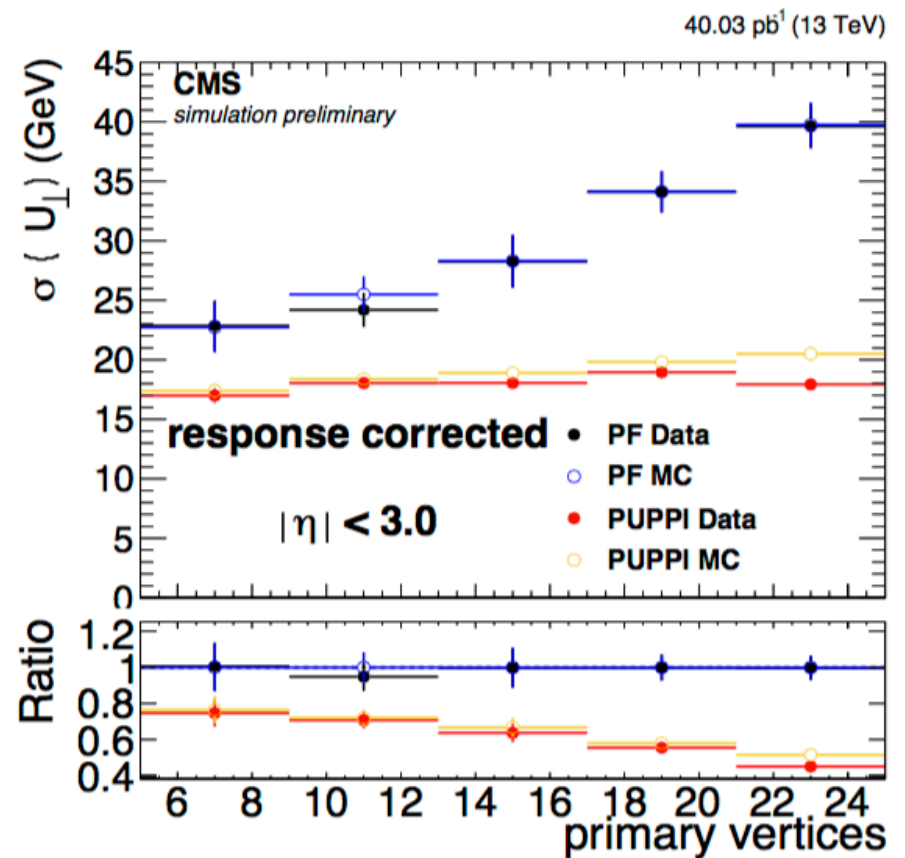 40.03 pb⁻¹ (13 TeV)
CMS
simulation preliminary
σ ( U⊥) (GeV)
45
40
35
30
25
20
15
10
5
0
response corrected
|η| < 3.0
PF Data
PF MC
PUPPI Data
PUPPI MC
Ratio
1.2
1
0.8
0.6
0.4
6 8 10 12 14 16 18 20 22 24
primary vertices